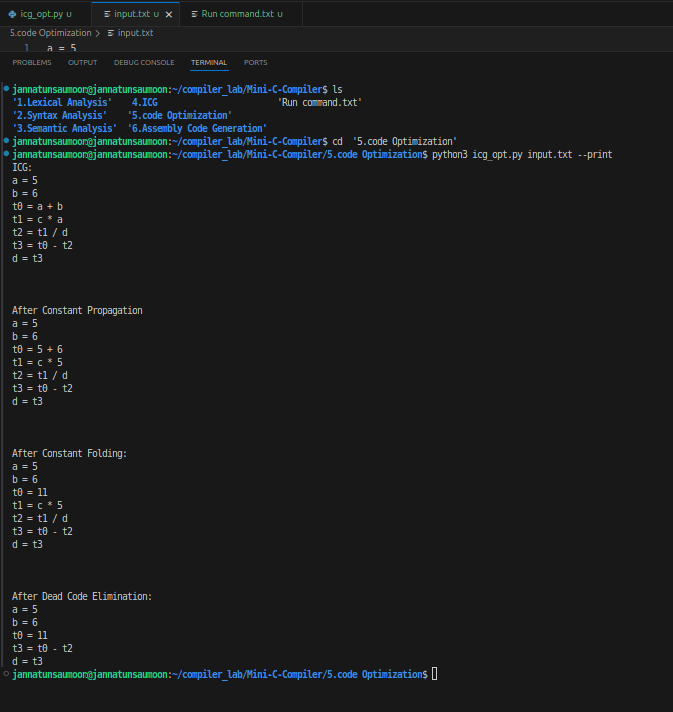 icg_opt.py U input.txt U Run command.txt U
5.code Optimization > input.txt
1 a = 5
PROBLEMS OUTPUT DEBUG CONSOLE TERMINAL PORTS
jannatunsaumoon@jannatunsaumoon:~/compiler_lab/Mini-C-Compiler$ ls
'1.Lexical Analysis' 4.ICG 'Run command.txt'
'2.Syntax Analysis' '5.code Optimization'
'3.Semantic Analysis' '6.Assembly Code Generation'
jannatunsaumoon@jannatunsaumoon:~/compiler_lab/Mini-C-Compiler$ cd '5.code Optimization'
jannatunsaumoon@jannatunsaumoon:~/compiler_lab/Mini-C-Compiler/5.code Optimization$ python3 icg_opt.py input.txt --print
ICG:
a = 5
b = 6
t0 = a + b
t1 = c * a
t2 = t1 / d
t3 = t0 - t2
d = t3
After Constant Propagation
a = 5
b = 6
t0 = 5 + 6
t1 = c * 5
t2 = t1 / d
t3 = t0 - t2
d = t3
After Constant Folding:
a = 5
b = 6
t0 = 11
t1 = c * 5
t2 = t1 / d
t3 = t0 - t2
d = t3
After Dead Code Elimination:
a = 5
b = 6
t0 = 11
t3 = t0 - t2
d = t3
jannatunsaumoon@jannatunsaumoon:~/compiler_lab/Mini-C-Compiler/5.code Optimization$